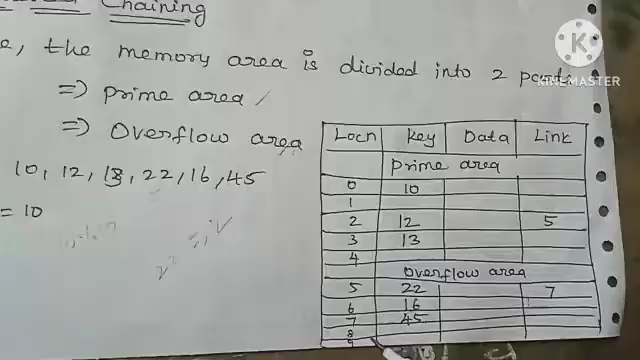 Chaining
the memory area is divided into 2 parts
KINEMASTER
=> Prime area
=> Overflow area
10, 12, 13, 22, 16, 45
= 10
Locn Key Data Link
Prime area
0 10
1
2 12 5
3 13
4
Overflow area
5 22 7
6 16
7 45
8
9